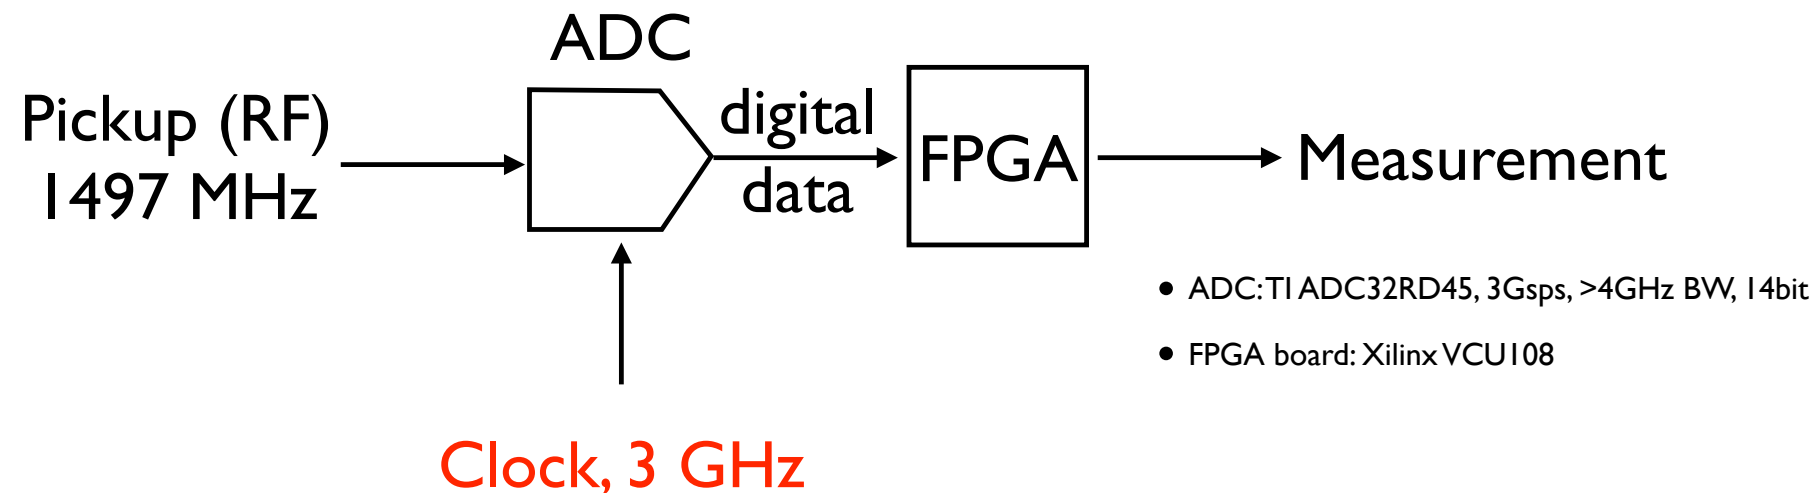 ADC
Pickup (RF)
1497 MHz
digital
data
FPGA
Measurement
• ADC: TI ADC32RD45, 3Gsps, >4GHz BW, 14bit
• FPGA board: Xilinx VCU108
Clock, 3 GHz